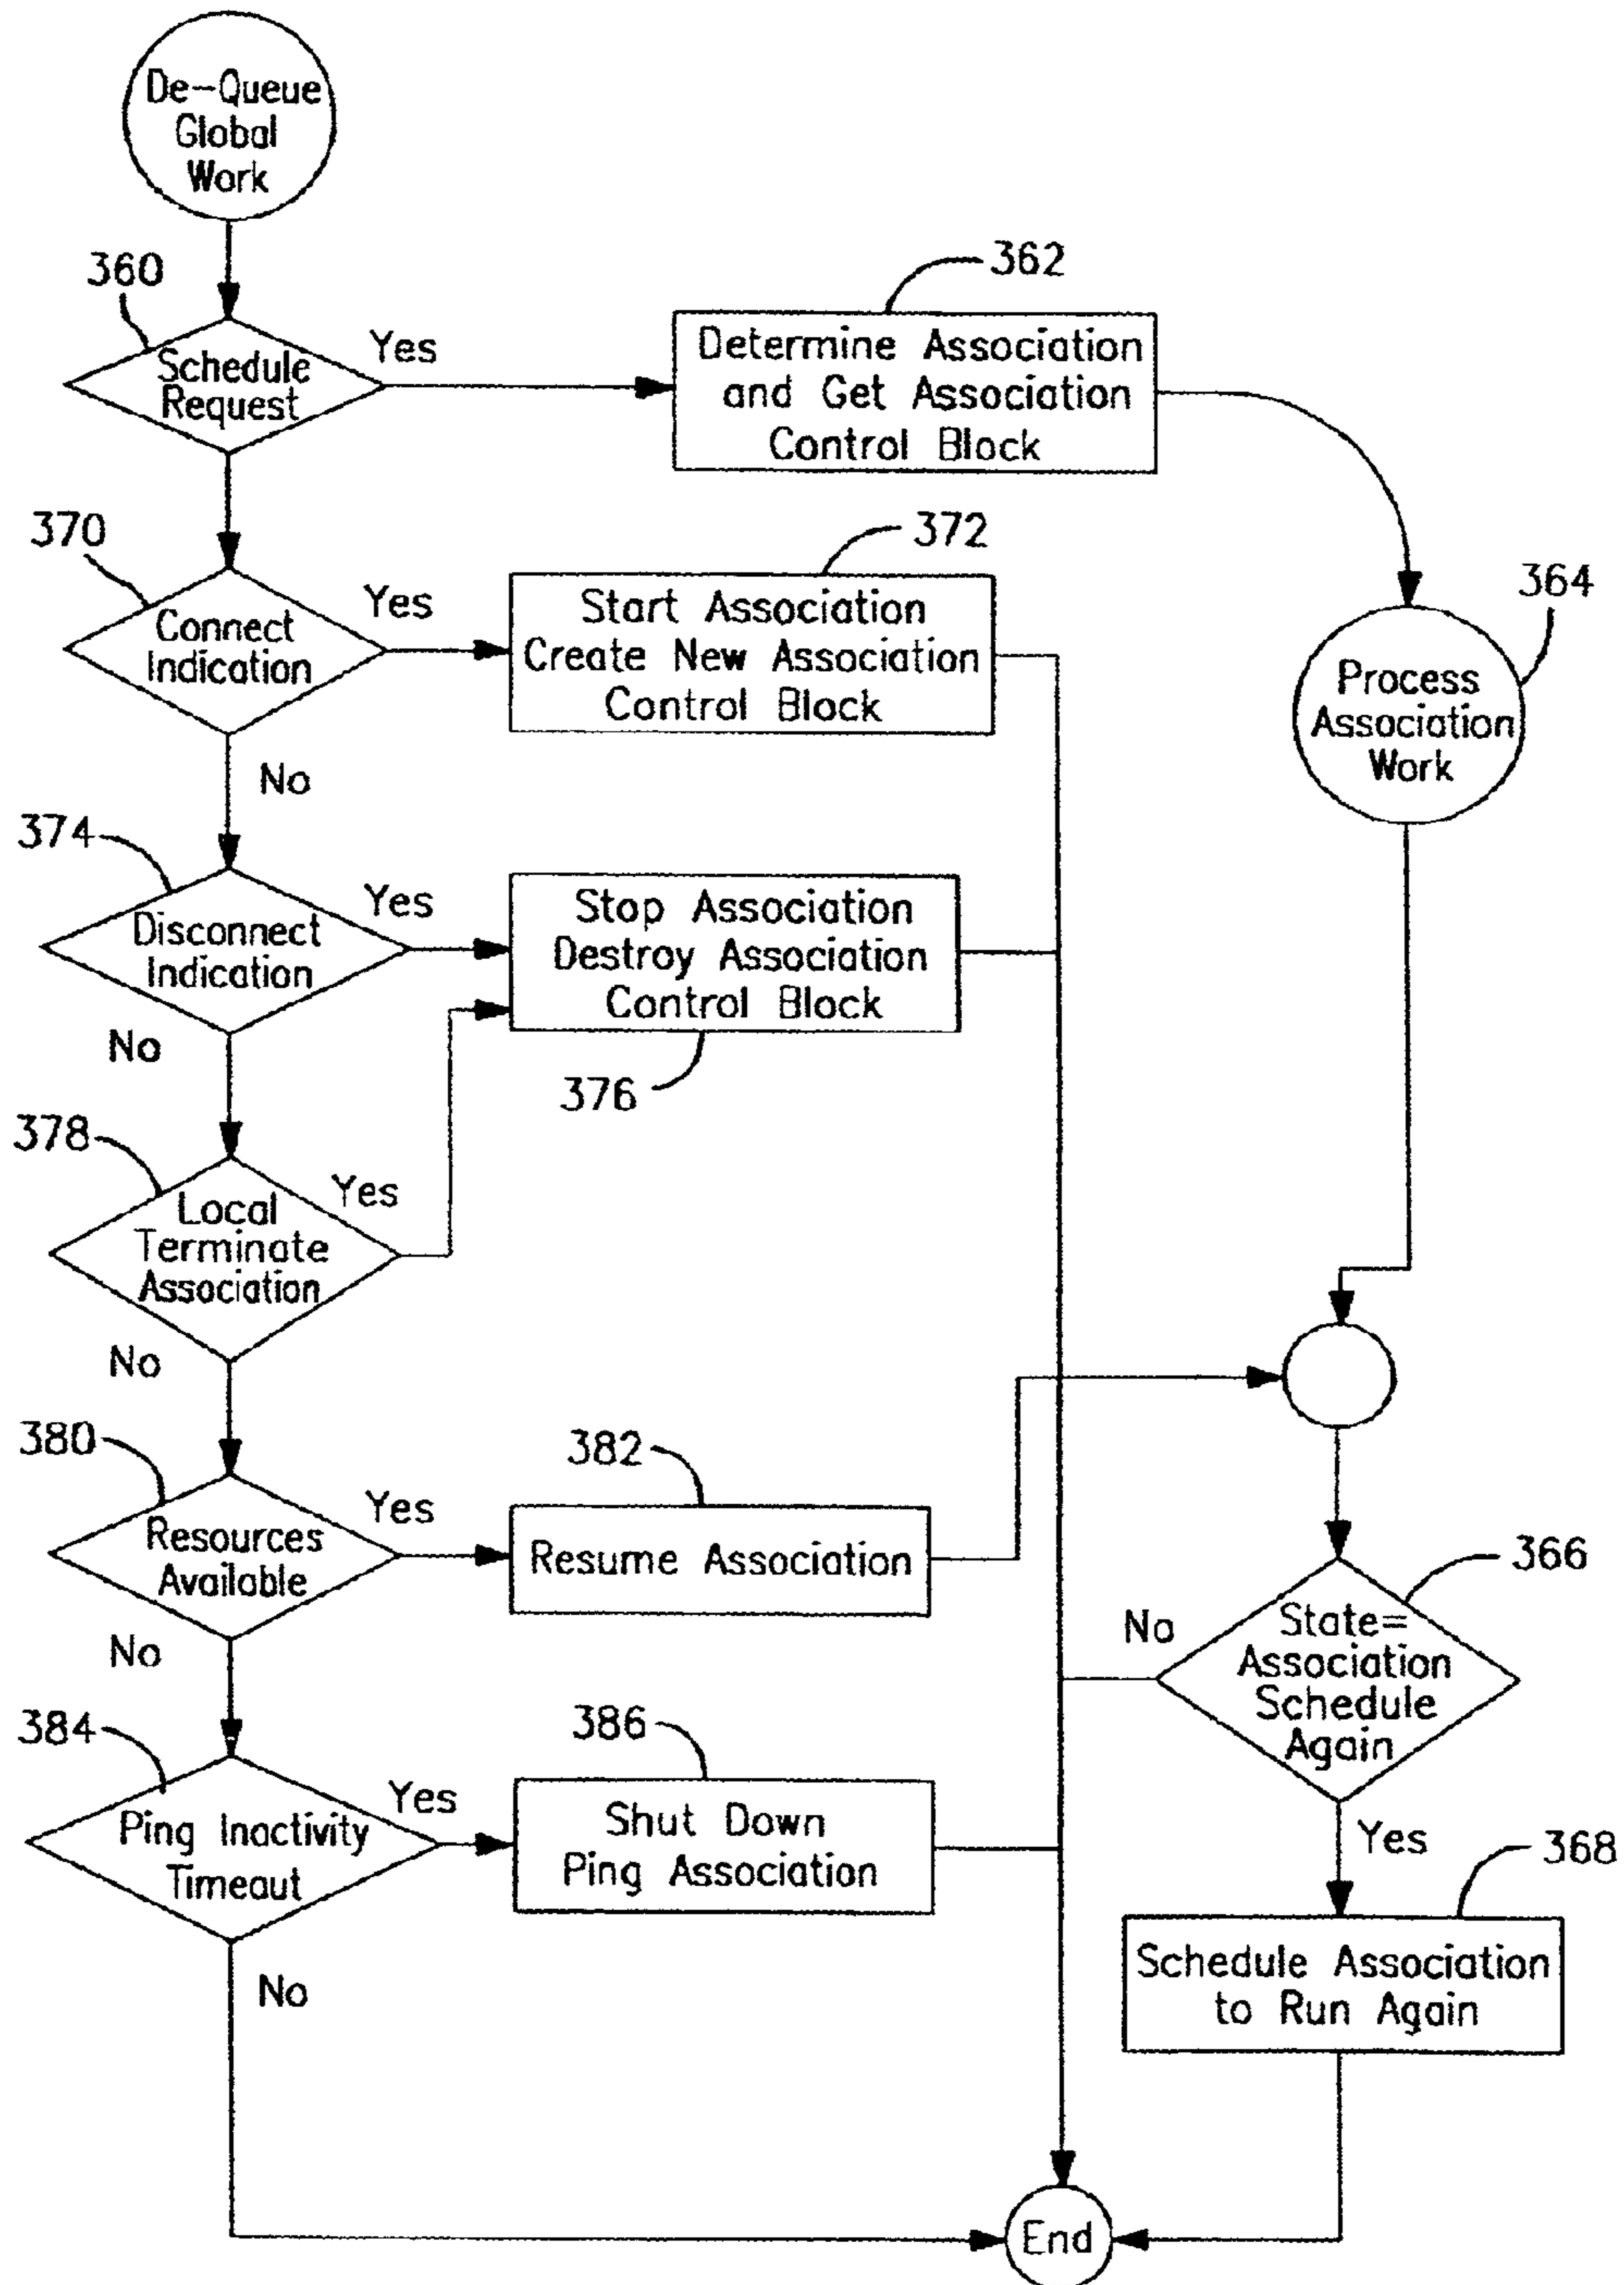 De-Queue
Global
Work
360
Schedule
Request
Yes
362
Determine Association
and Get Association
Control Block
370
Connect
Indication
Yes
372
Start Association
Create New Association
Control Block
364
Process
Association
Work
No
374
Disconnect
Indication
Yes
Stop Association
Destroy Association
Control Block
376
No
378
Local
Terminate
Association
Yes
No
380
Resources
Available
Yes
382
Resume Association
366
State=
Association
Schedule
Again
No
No
384
Ping Inactivity
Timeout
Yes
386
Shut Down
Ping Association
Yes
368
Schedule Association
to Run Again
No
End